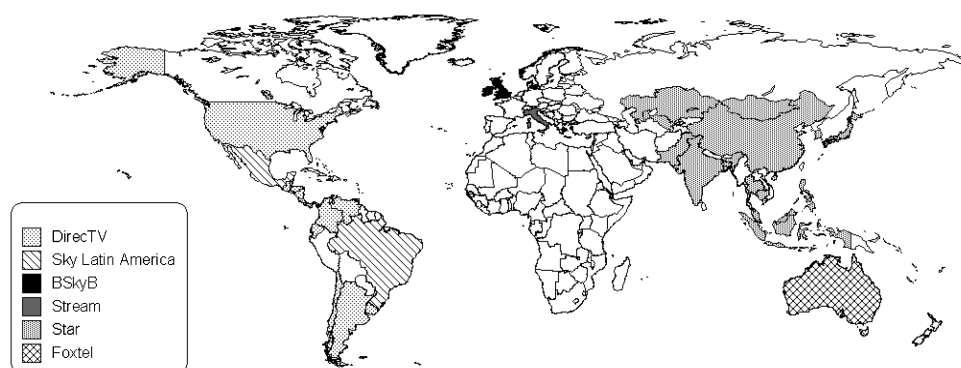 DirecTV
Sky Latin America
BSkyB
Stream
Star
Foxtel